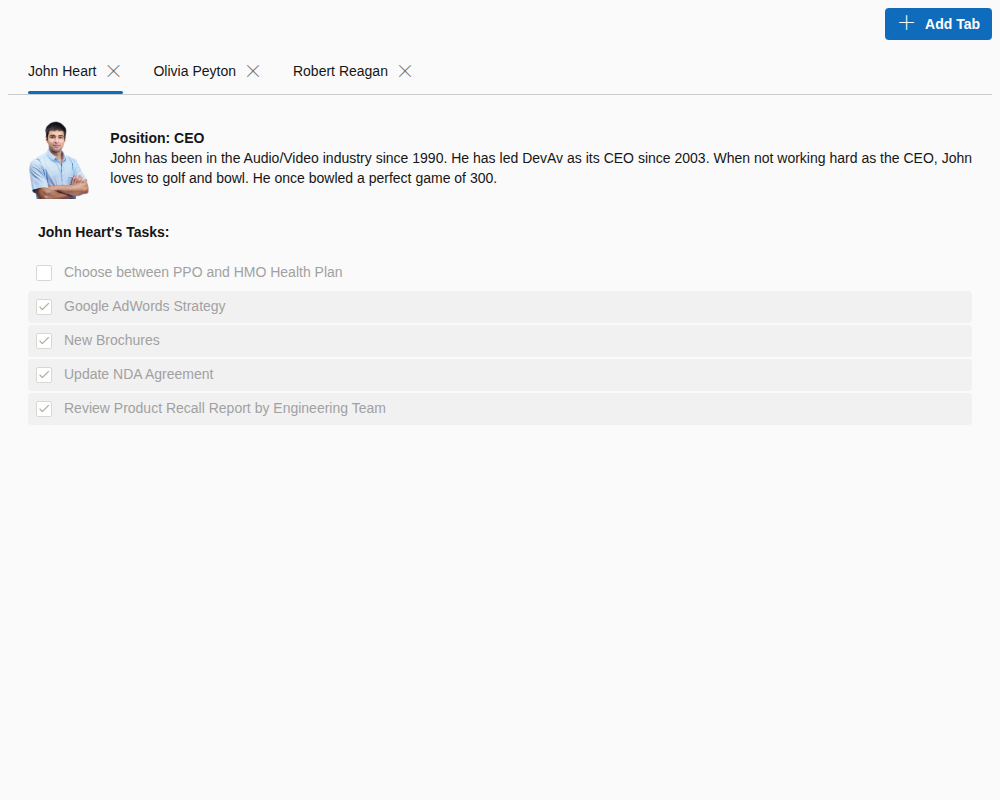 Add Tab
John Heart
Olivia Peyton
Robert Reagan
Position: CEO
John has been in the Audio/Video industry since 1990. He has led DevAv as its CEO since 2003. When not working hard as the CEO, John
loves to golf and bowl. He once bowled a perfect game of 300.
John Heart's Tasks:
Choose between PPO and HMO Health Plan
Google AdWords Strategy
New Brochures
Update NDA Agreement
Review Product Recall Report by Engineering Team